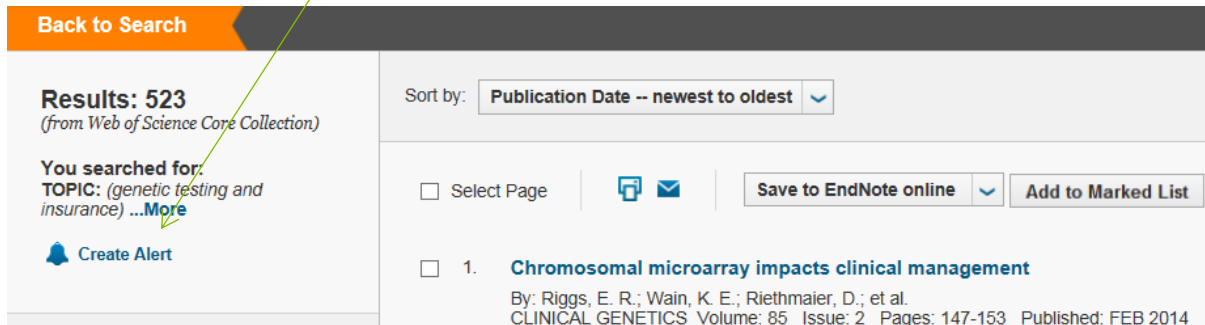 Back to Search
Results: 523
(from Web of Science Core Collection)
You searched for:
TOPIC: (genetic testing and
insurance) ...More
Create Alert
Sort by: Publication Date -- newest to oldest
Select Page
Save to EndNote online
Add to Marked List
1. Chromosomal microarray impacts clinical management
By: Riggs, E. R.; Wain, K. E.; Riethmaier, D.; et al.
CLINICAL GENETICS Volume: 85 Issue: 2 Pages: 147-153 Published: FEB 2014